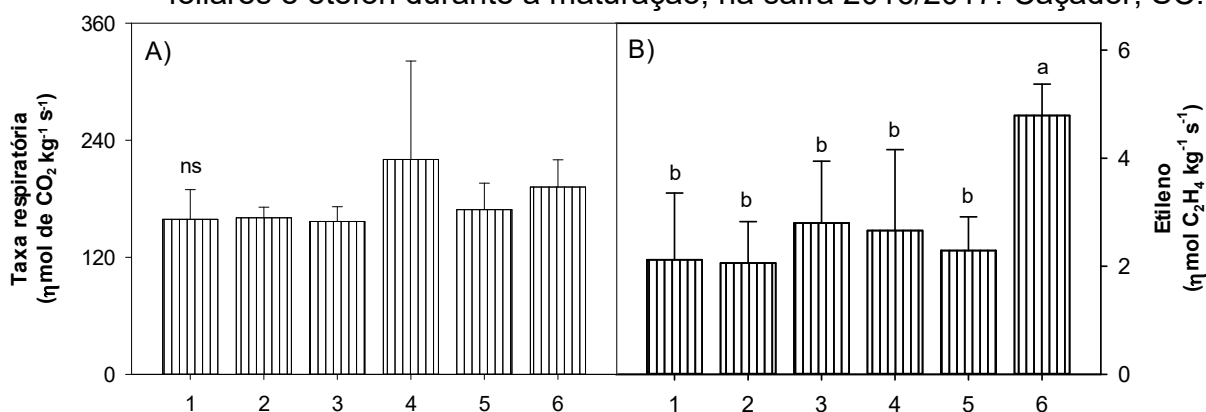 foliares e etefon durante a maturação, na safra 2016/2017. Caçador, SC.
A)
B)
360
240
120
0
Taxa respiratória
(ηmol de CO₂ kg⁻¹ s⁻¹)
ns
1 2 3 4 5 6
b b b b b a
1 2 3 4 5 6
6
4
2
0
Etileno
(ηmol C₂H₄ kg⁻¹ s⁻¹)